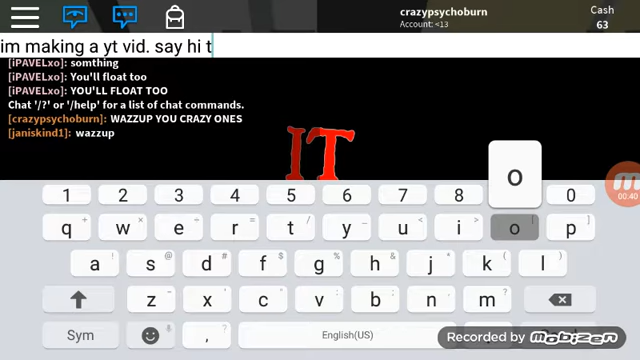 crazypsychoburn
Account: <13
Cash
63
im making a yt vid. say hi t
[iPAVELxo]: somthing
[iPAVELxo]: You'll float too
[iPAVELxo]: YOU'LL FLOAT TOO
Chat '/?' or '/help' for a list of chat commands.
[crazypsychoburn]: WAZZUP YOU CRAZY ONES
[janiskind1]: wazzup
IT
o
1 2 3 4 5 6 7 8 0
q + w × e ÷ r = t / y _ u < i > o [ p ]
a ! s @ d # f $ g % h & j * k ( l )
z - x ' c " v : b ; n , m ?
Sym , English(US) ?
00:40
Recorded by mobizen